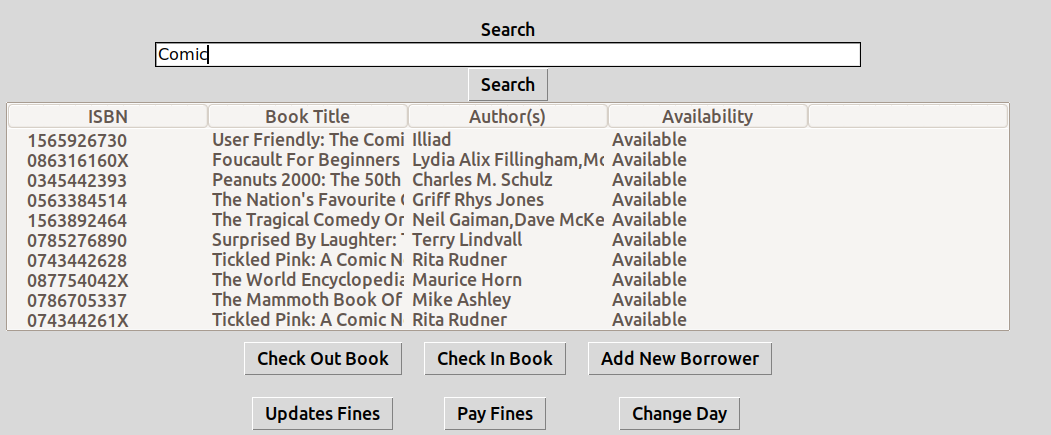 Search
Comic
Search
ISBN Book Title Author(s) Availability
1565926730 User Friendly: The Comi Illiad Available
086316160X Foucault For Beginners Lydia Alix Fillingham,Mc Available
0345442393 Peanuts 2000: The 50th Charles M. Schulz Available
0563384514 The Nation's Favourite Griff Rhys Jones Available
1563892464 The Tragical Comedy Or Neil Gaiman,Dave McKe Available
0785276890 Surprised By Laughter: Terry Lindvall Available
0743442628 Tickled Pink: A Comic N Rita Rudner Available
087754042X The World Encyclopedia Maurice Horn Available
0786705337 The Mammoth Book Of Mike Ashley Available
074344261X Tickled Pink: A Comic N Rita Rudner Available
Check Out Book Check In Book Add New Borrower
Updates Fines Pay Fines Change Day